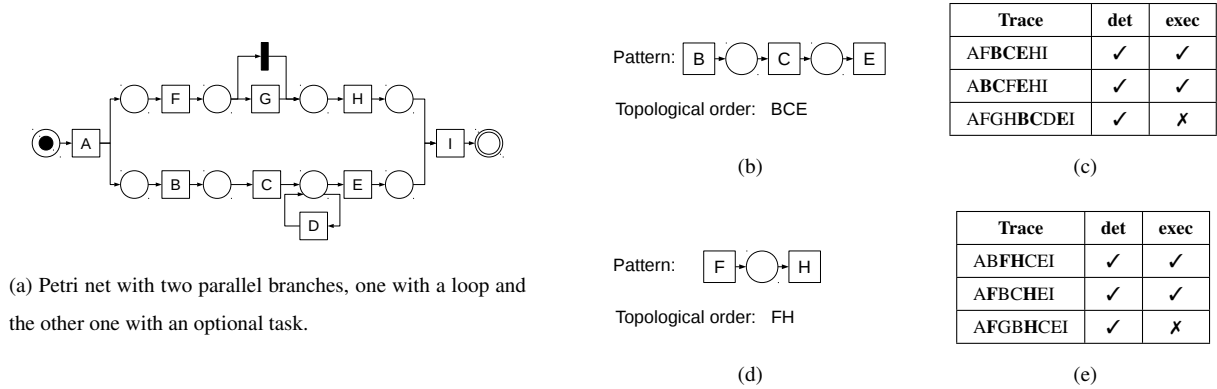 F
G
H
A
I
B
C
E
D
(a) Petri net with two parallel branches, one with a loop and
the other one with an optional task.
Pattern: B C E
Topological order: BCE
(b)
Trace det exec
AFBCEHI ✓ ✓
ABCFEHI ✓ ✓
AFGHBCDEI ✓ ✗
(c)
Pattern: F H
Topological order: FH
(d)
Trace det exec
ABFHCEI ✓ ✓
AFBCHEI ✓ ✓
AFGBHCEI ✓ ✗
(e)